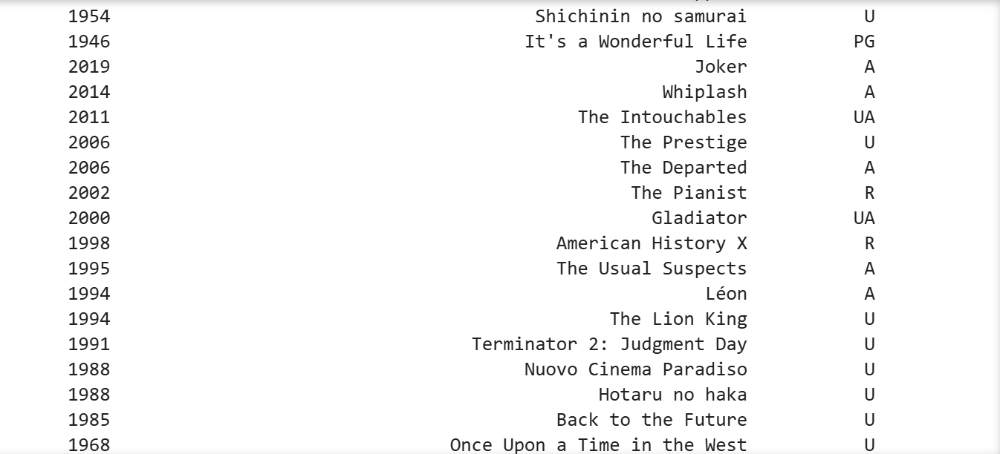 1954 Shichinin no samurai U
1946 It's a Wonderful Life PG
2019 Joker A
2014 Whiplash A
2011 The Intouchables UA
2006 The Prestige U
2006 The Departed A
2002 The Pianist R
2000 Gladiator UA
1998 American History X R
1995 The Usual Suspects A
1994 Léon A
1994 The Lion King U
1991 Terminator 2: Judgment Day U
1988 Nuovo Cinema Paradiso U
1988 Hotaru no haka U
1985 Back to the Future U
1968 Once Upon a Time in the West U